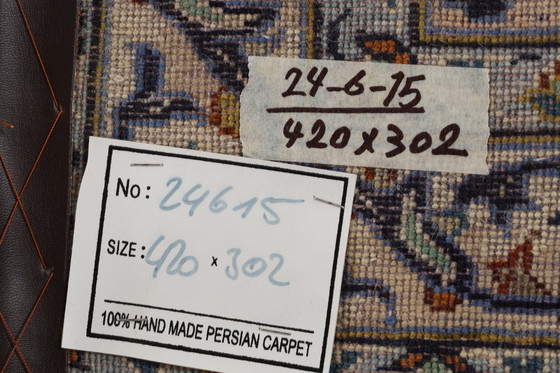 24-6-15
420x302
No: 24615
SIZE: 420 x 302
100% HAND MADE PERSIAN CARPET